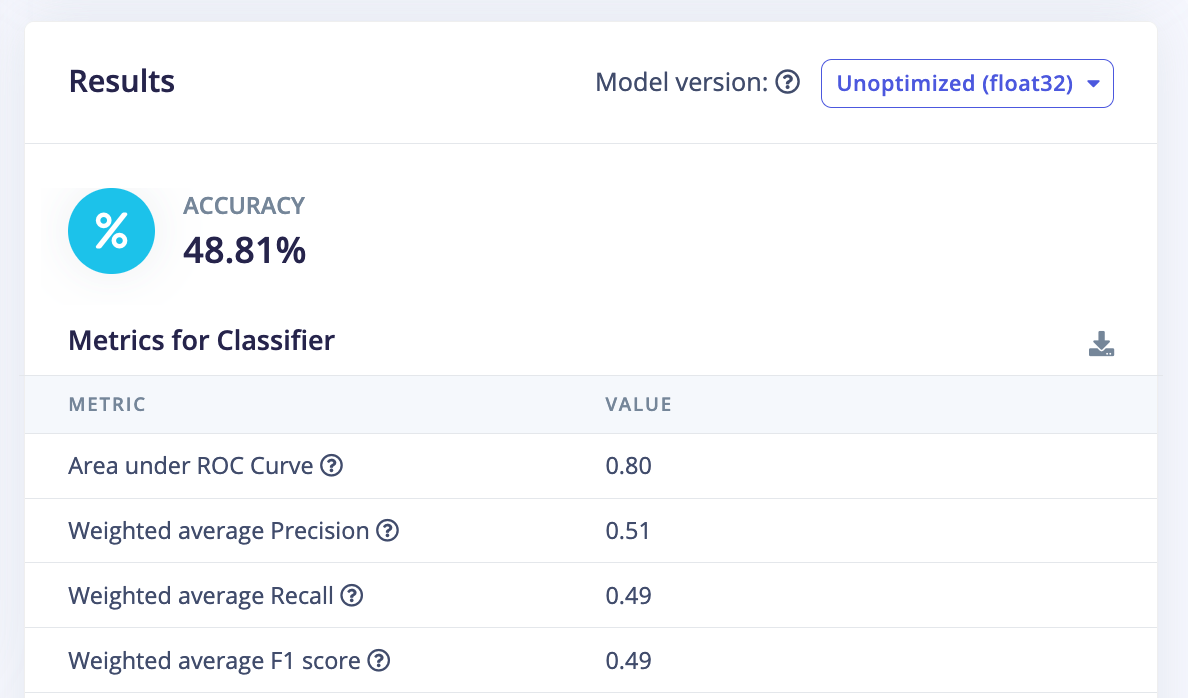 Results
Model version: Unoptimized (float32)
%
ACCURACY
48.81%
Metrics for Classifier
METRIC VALUE
Area under ROC Curve ? 0.80
Weighted average Precision ? 0.51
Weighted average Recall ? 0.49
Weighted average F1 score ? 0.49